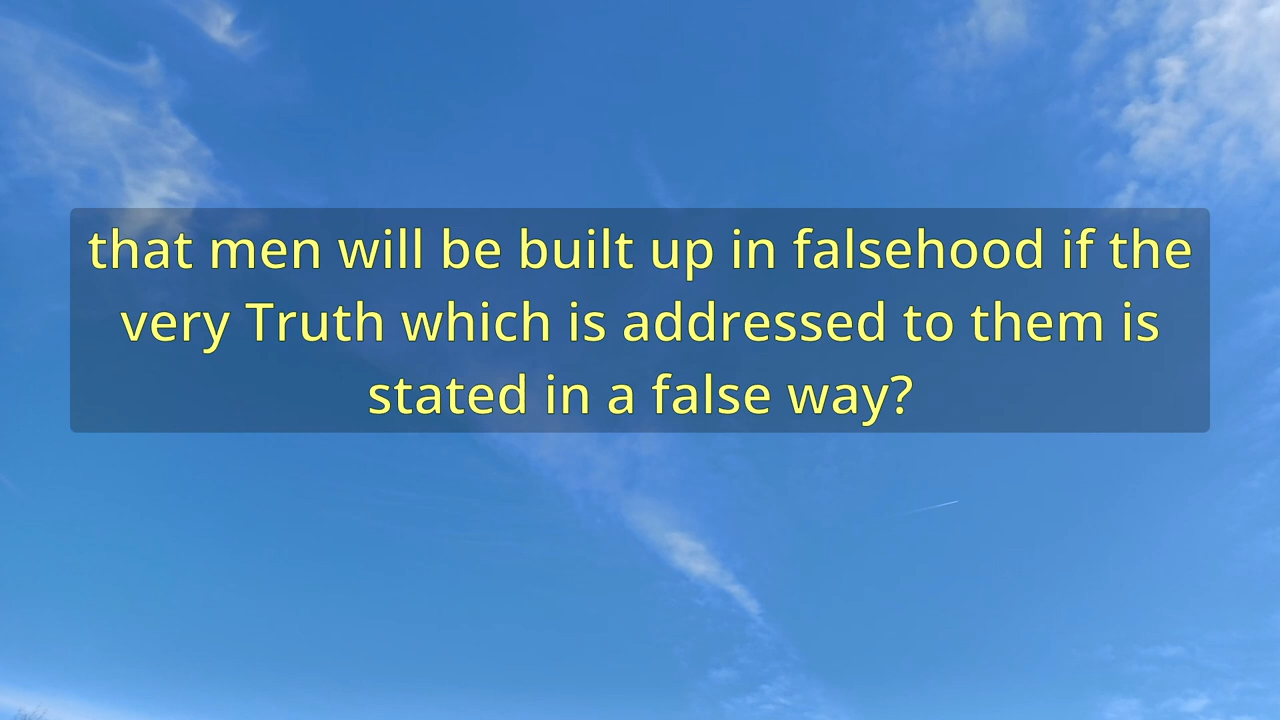 that men will be built up in falsehood if the
very Truth which is addressed to them is
stated in a false way?